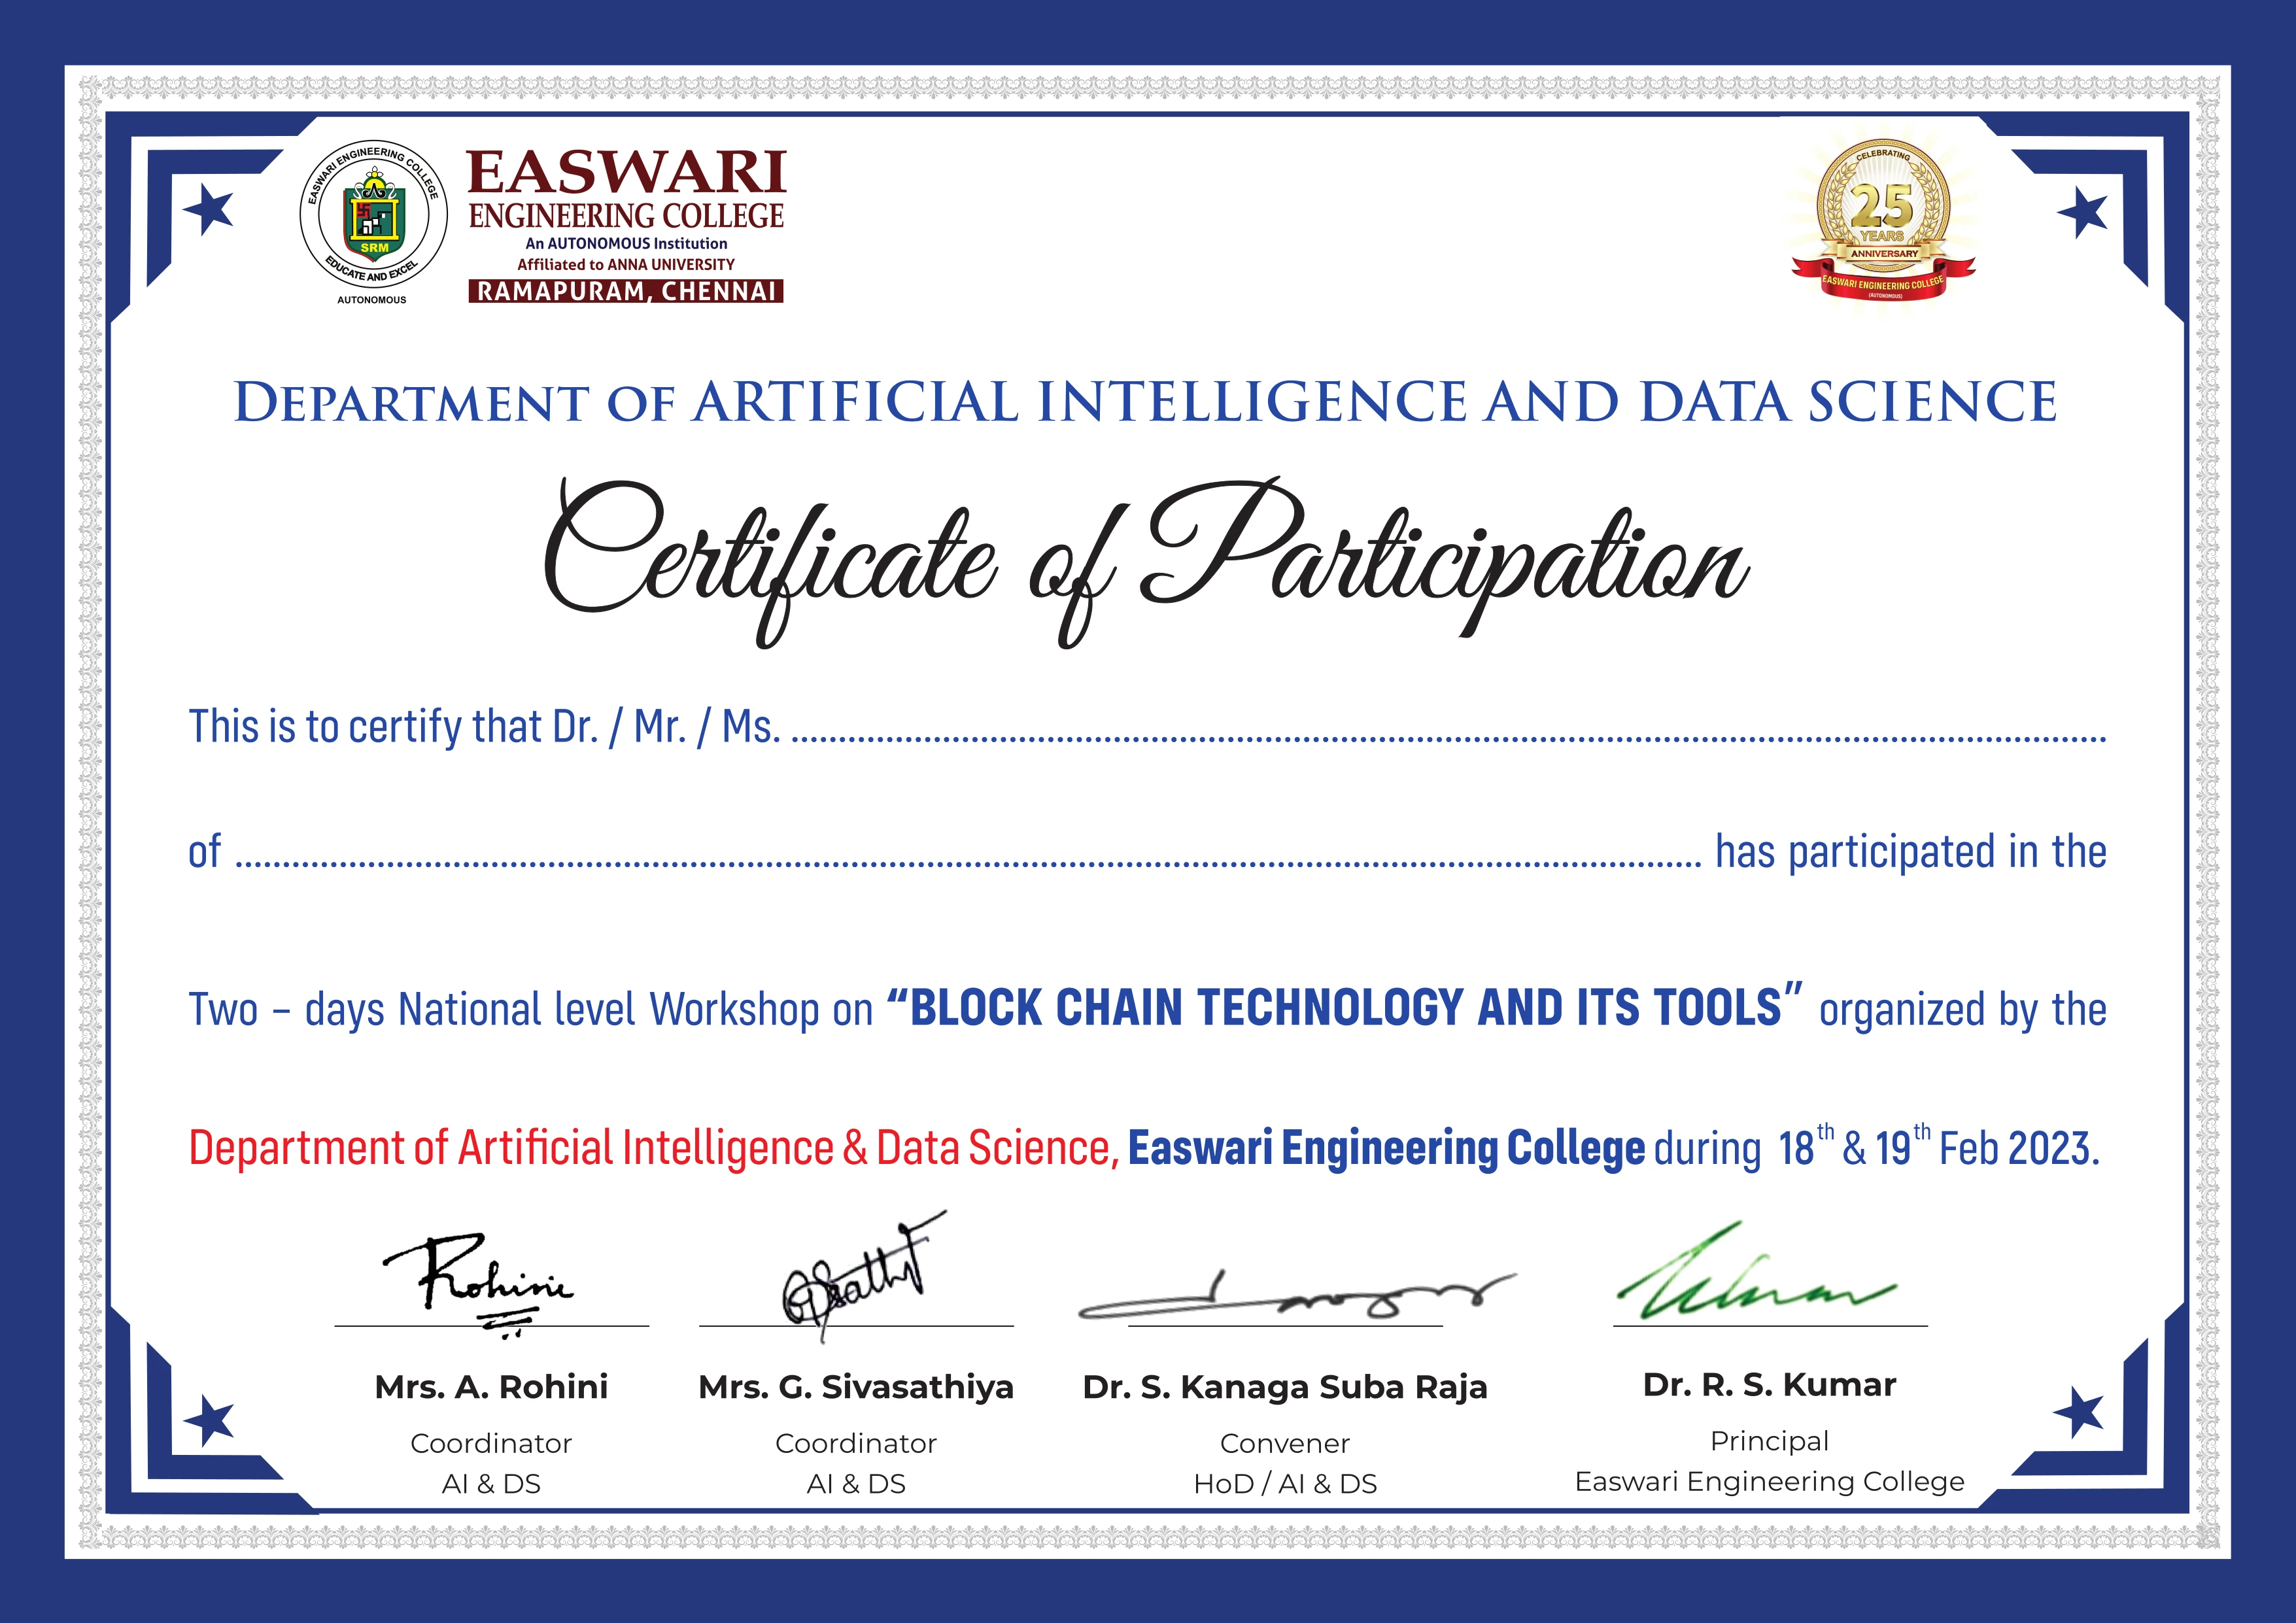 EASWARI ENGINEERING COLLEGE
SRM
EDUCATE AND EXCEL
AUTONOMOUS
EASWARI
ENGINEERING COLLEGE
An AUTONOMOUS Institution
Affiliated to ANNA UNIVERSITY
RAMAPURAM, CHENNAI
CELEBRATING
25
YEARS
ANNIVERSARY
EASWARI ENGINEERING COLLEGE
(AUTONOMOUS)
DEPARTMENT OF ARTIFICIAL INTELLIGENCE AND DATA SCIENCE
Certificate of Participation
This is to certify that Dr. / Mr. / Ms. ........................................................................
of ........................................................................ has participated in the
Two – days National level Workshop on “BLOCK CHAIN TECHNOLOGY AND ITS TOOLS” organized by the
Department of Artificial Intelligence & Data Science, Easwari Engineering College during 18th & 19th Feb 2023.
Rohini
Mrs. A. Rohini
Coordinator
AI & DS
Mrs. G. Sivasathiya
Coordinator
AI & DS
Dr. S. Kanaga Suba Raja
Convener
HoD / AI & DS
Dr. R. S. Kumar
Principal
Easwari Engineering College